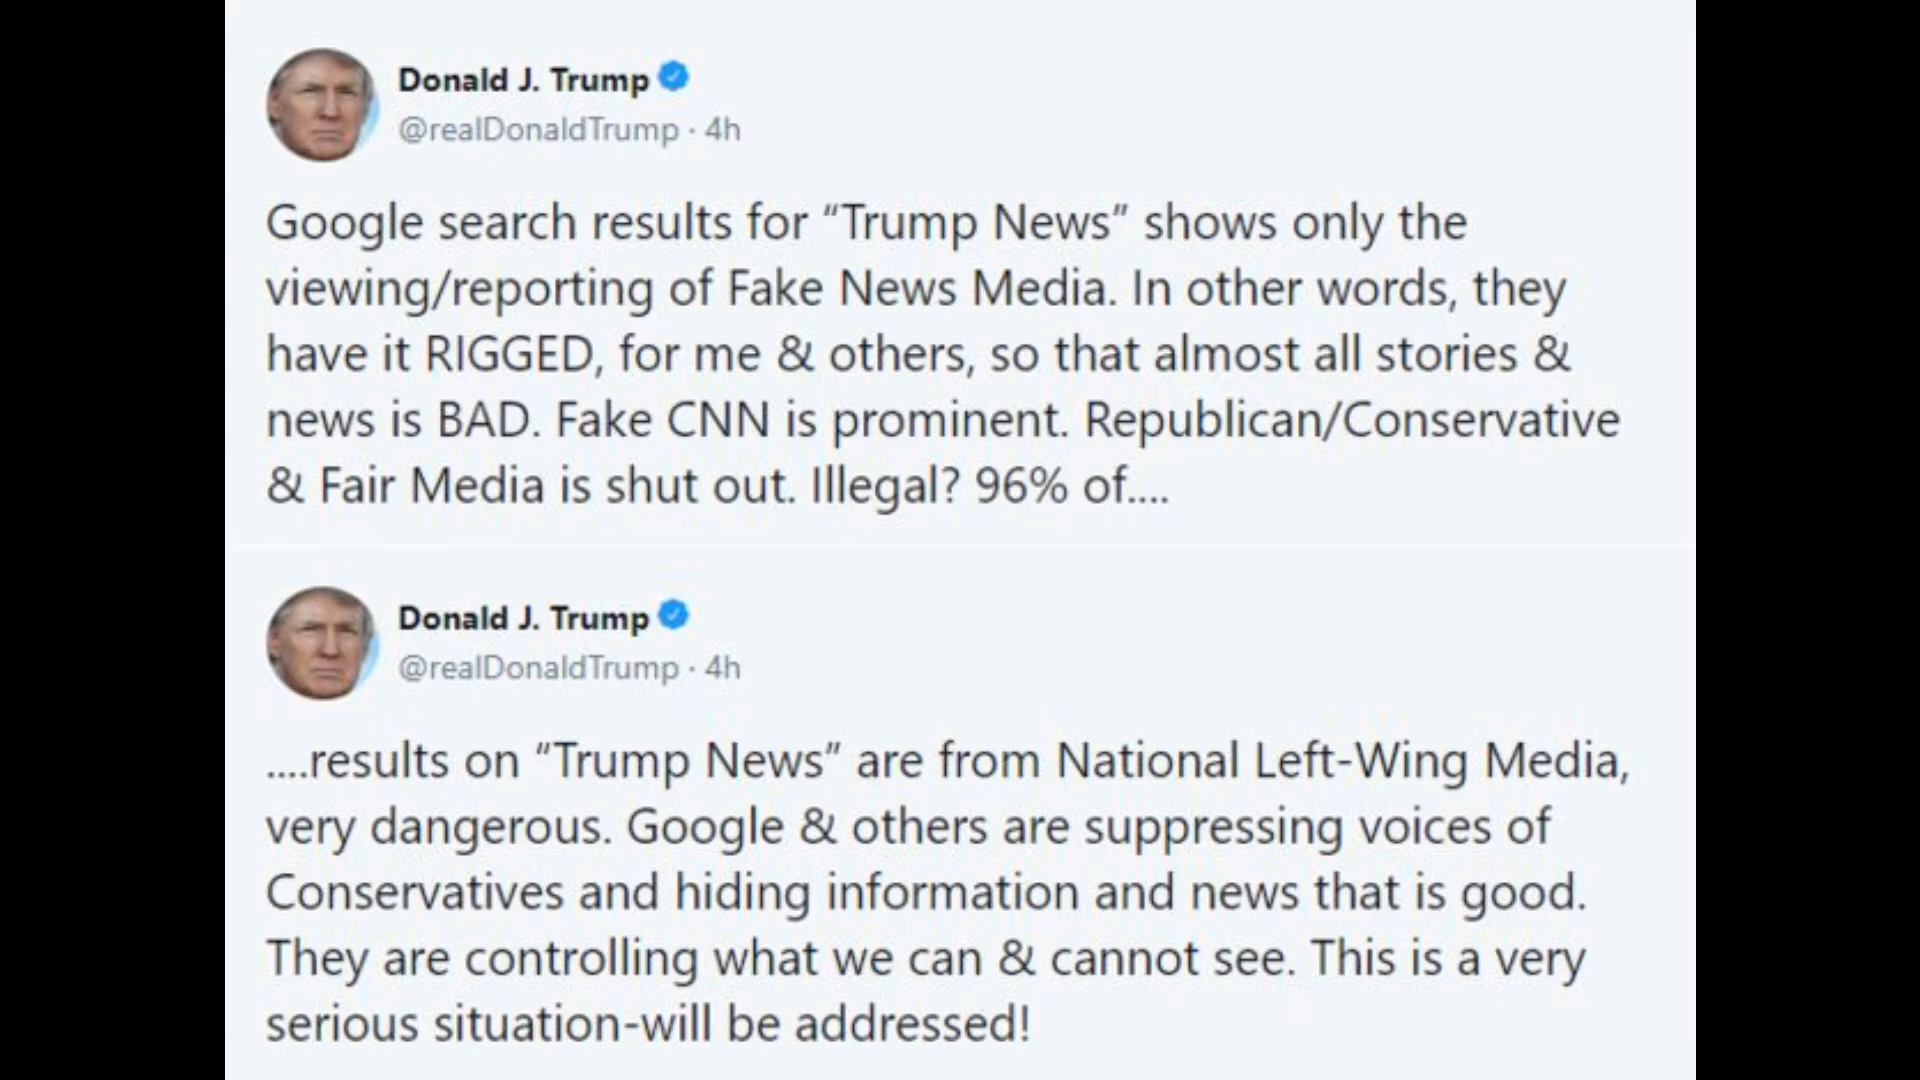 Donald J. Trump
@realDonaldTrump · 4h
Google search results for “Trump News” shows only the
viewing/reporting of Fake News Media. In other words, they
have it RIGGED, for me & others, so that almost all stories &
news is BAD. Fake CNN is prominent. Republican/Conservative
& Fair Media is shut out. Illegal? 96% of....
Donald J. Trump
@realDonaldTrump · 4h
....results on “Trump News” are from National Left-Wing Media,
very dangerous. Google & others are suppressing voices of
Conservatives and hiding information and news that is good.
They are controlling what we can & cannot see. This is a very
serious situation-will be addressed!